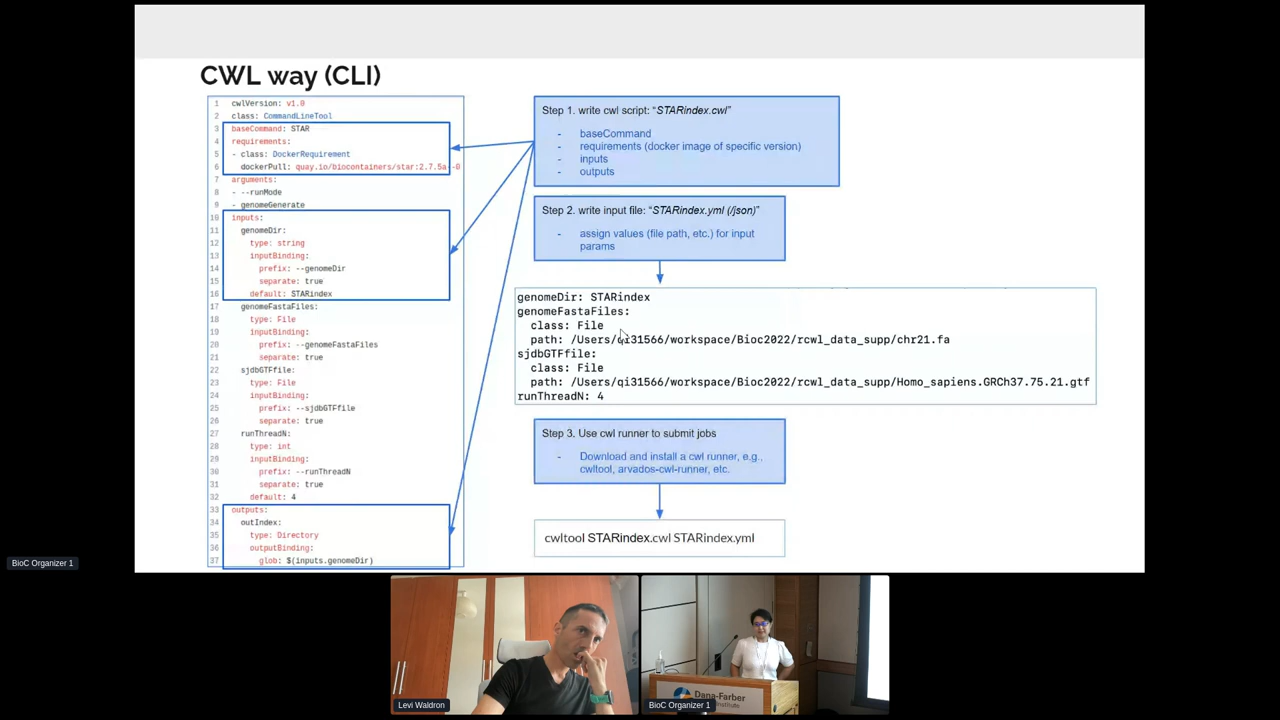 CWL way (CLI)
1 cwlVersion: v1.0
2 class: CommandLineTool
3 baseCommand: STAR
4 requirements:
5 - class: DockerRequirement
6 dockerPull: quay.io/biocontainers/star:2.7.5a--0
7 arguments:
8 - --runMode
9 - genomeGenerate
10 inputs:
11 genomeDir:
12 type: string
13 inputBinding:
14 prefix: --genomeDir
15 separate: true
16 default: STARindex
17 genomeFastaFiles:
18 type: File
19 inputBinding:
20 prefix: --genomeFastaFiles
21 separate: true
22 sjdbGTFfile:
23 type: File
24 inputBinding:
25 prefix: --sjdbGTFfile
26 separate: true
27 runThreadN:
28 type: int
29 inputBinding:
30 prefix: --runThreadN
31 separate: true
32 default: 4
33 outputs:
34 outIndex:
35 type: Directory
36 outputBinding:
37 glob: $(inputs.genomeDir)
Step 1. write cwl script: “STARindex.cwl”
- baseCommand
- requirements (docker image of specific version)
- inputs
- outputs
Step 2. write input file: “STARindex.yml (/json)”
- assign values (file path, etc.) for input
params
genomeDir: STARindex
genomeFastaFiles:
class: File
path: /Users/qi31566/workspace/Bioc2022/rcwl_data_supp/chr21.fa
sjdbGTFfile:
class: File
path: /Users/qi31566/workspace/Bioc2022/rcwl_data_supp/Homo_sapiens.GRCh37.75.21.gtf
runThreadN: 4
Step 3. Use cwl runner to submit jobs
- Download and install a cwl runner, e.g.,
cwltool, arvados-cwl-runner, etc.
cwltool STARindex.cwl STARindex.yml
BioC Organizer 1
Levi Waldron
Dana-Farber
Institute
BioC Organizer 1